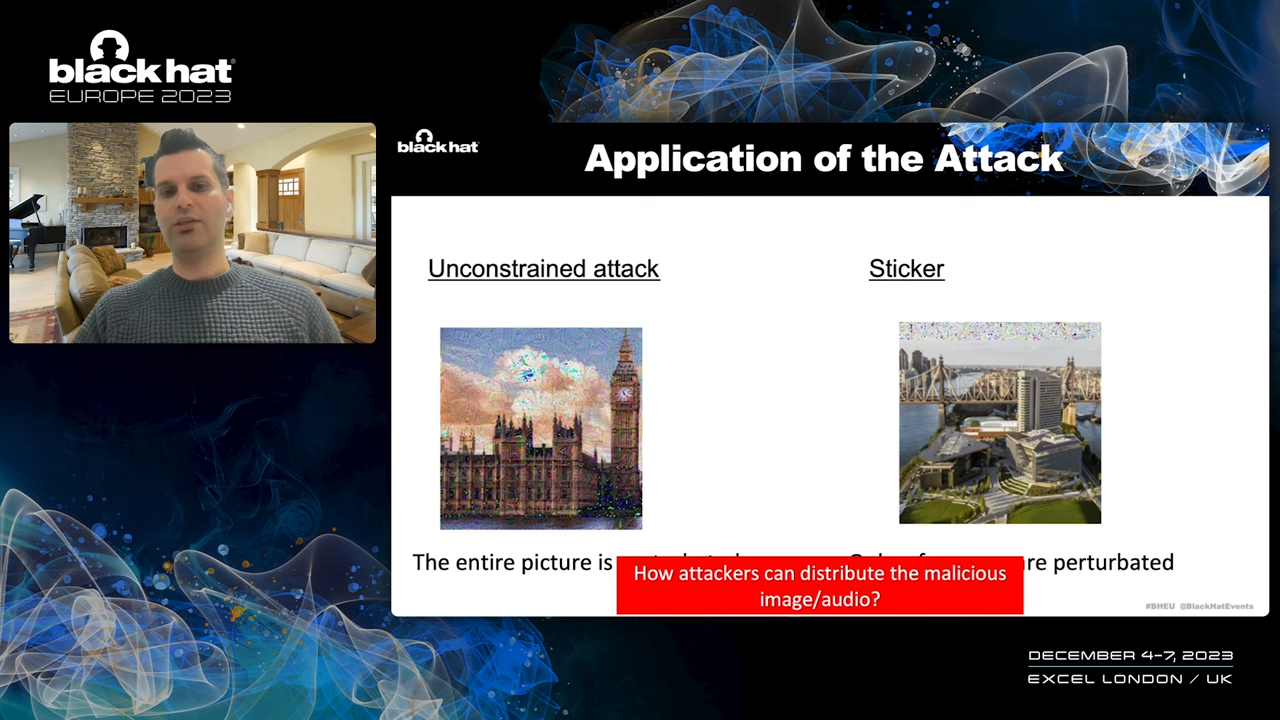 black hat
EUROPE 2023
black hat
Application of the Attack
Unconstrained attack
Sticker
The entire picture is
are perturbated
How attackers can distribute the malicious
image/audio?
#BHEU @BlackHatEvents
DECEMBER 4-7, 2023
EXCEL LONDON / UK